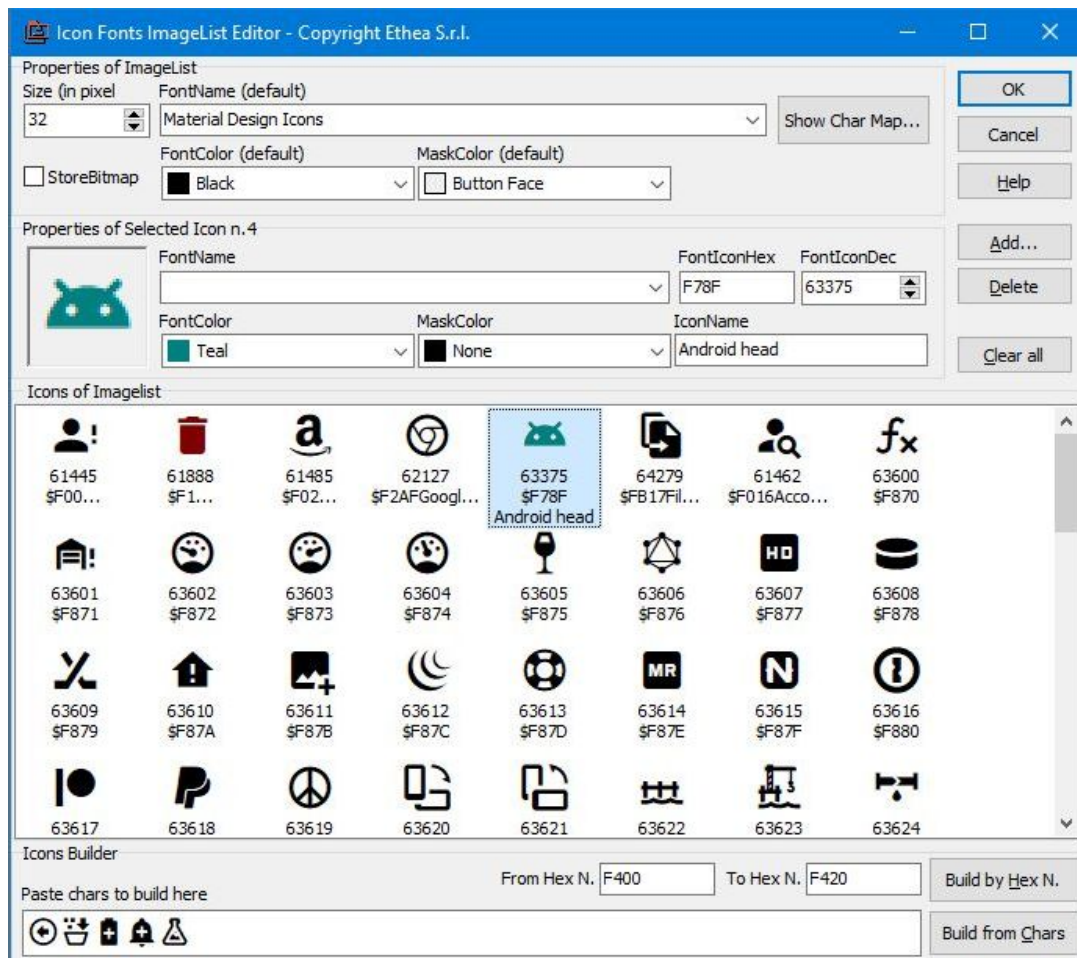 Icon Fonts ImageList Editor - Copyright Ethea S.r.l.
Properties of ImageList
Size (in pixel
FontName (default)
32
Material Design Icons
Show Char Map...
OK
Cancel
StoreBitmap
FontColor (default)
MaskColor (default)
Black
Button Face
Help
Properties of Selected Icon n.4
FontName
FontIconHex
FontIconDec
F78F
63375
Add...
Delete
FontColor
MaskColor
IconName
Teal
None
Android head
Clear all
Icons of Imagelist
a
fx
61445 61888 61485 62127 63375 64279 61462 63600
$F00... $F1... $F02... $F2AFGoogl... $F78F $FB17Fil... $F016Acco... $F870
Android head
HD
63601 63602 63603 63604 63605 63606 63607 63608
$F871 $F872 $F873 $F874 $F875 $F876 $F877 $F878
MR
N
63609 63610 63611 63612 63613 63614 63615 63616
$F879 $F87A $F87B $F87C $F87D $F87E $F87F $F880
63617 63618 63619 63620 63621 63622 63623 63624
Icons Builder
Paste chars to build here
From Hex N. F400
To Hex N. F420
Build by Hex N.
Build from Chars